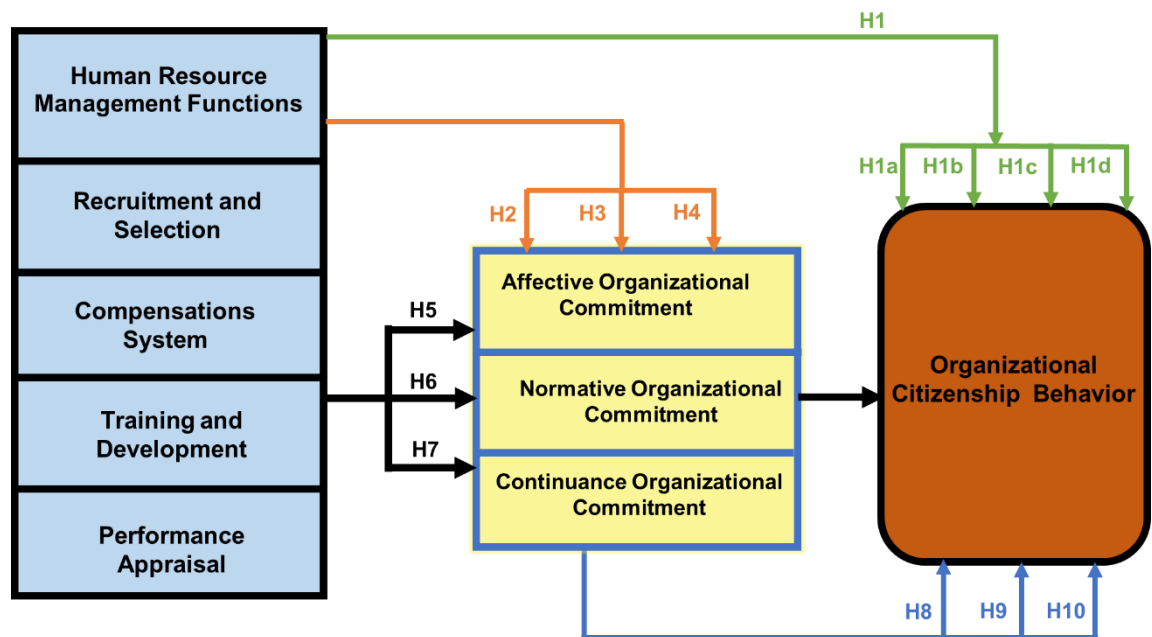 H1
Human Resource
Management Functions
H1a
H1b
H1c
H1d
Recruitment and
Selection
H2
H3
H4
Affective Organizational
Commitment
Compensations
System
H5
H6
H7
Normative Organizational
Commitment
Organizational
Citizenship Behavior
Training and
Development
Continuance Organizational
Commitment
Performance
Appraisal
H8
H9
H10